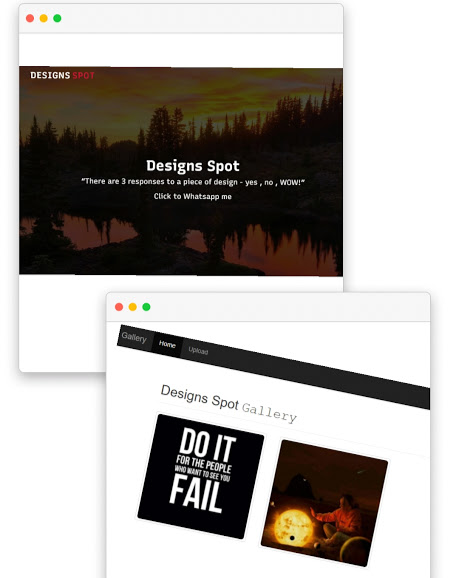 DESIGNS SPOT
Designs Spot
“There are 3 responses to a piece of design - yes , no , WOW!”
Click to Whatsapp me
Gallery Home Upload
Designs Spot Gallery
DO IT
FOR THE PEOPLE
WHO WANT TO SEE YOU
FAIL